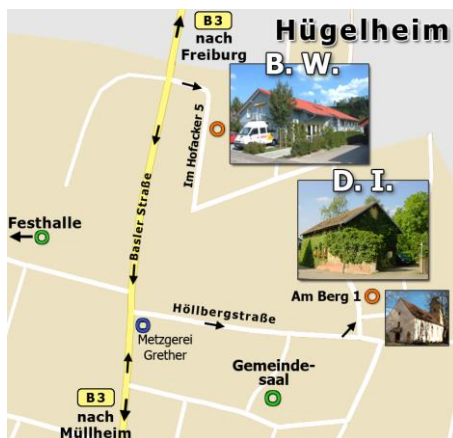 B3
nach
Freiburg
Hügelheim
B. W.
Im Hofacker 5
Basler Straße
D. I.
Festhalle
Am Berg 1
Höllbergstraße
Metzgerei
Grether
Gemeinde-
saal
B3
nach
Müllheim